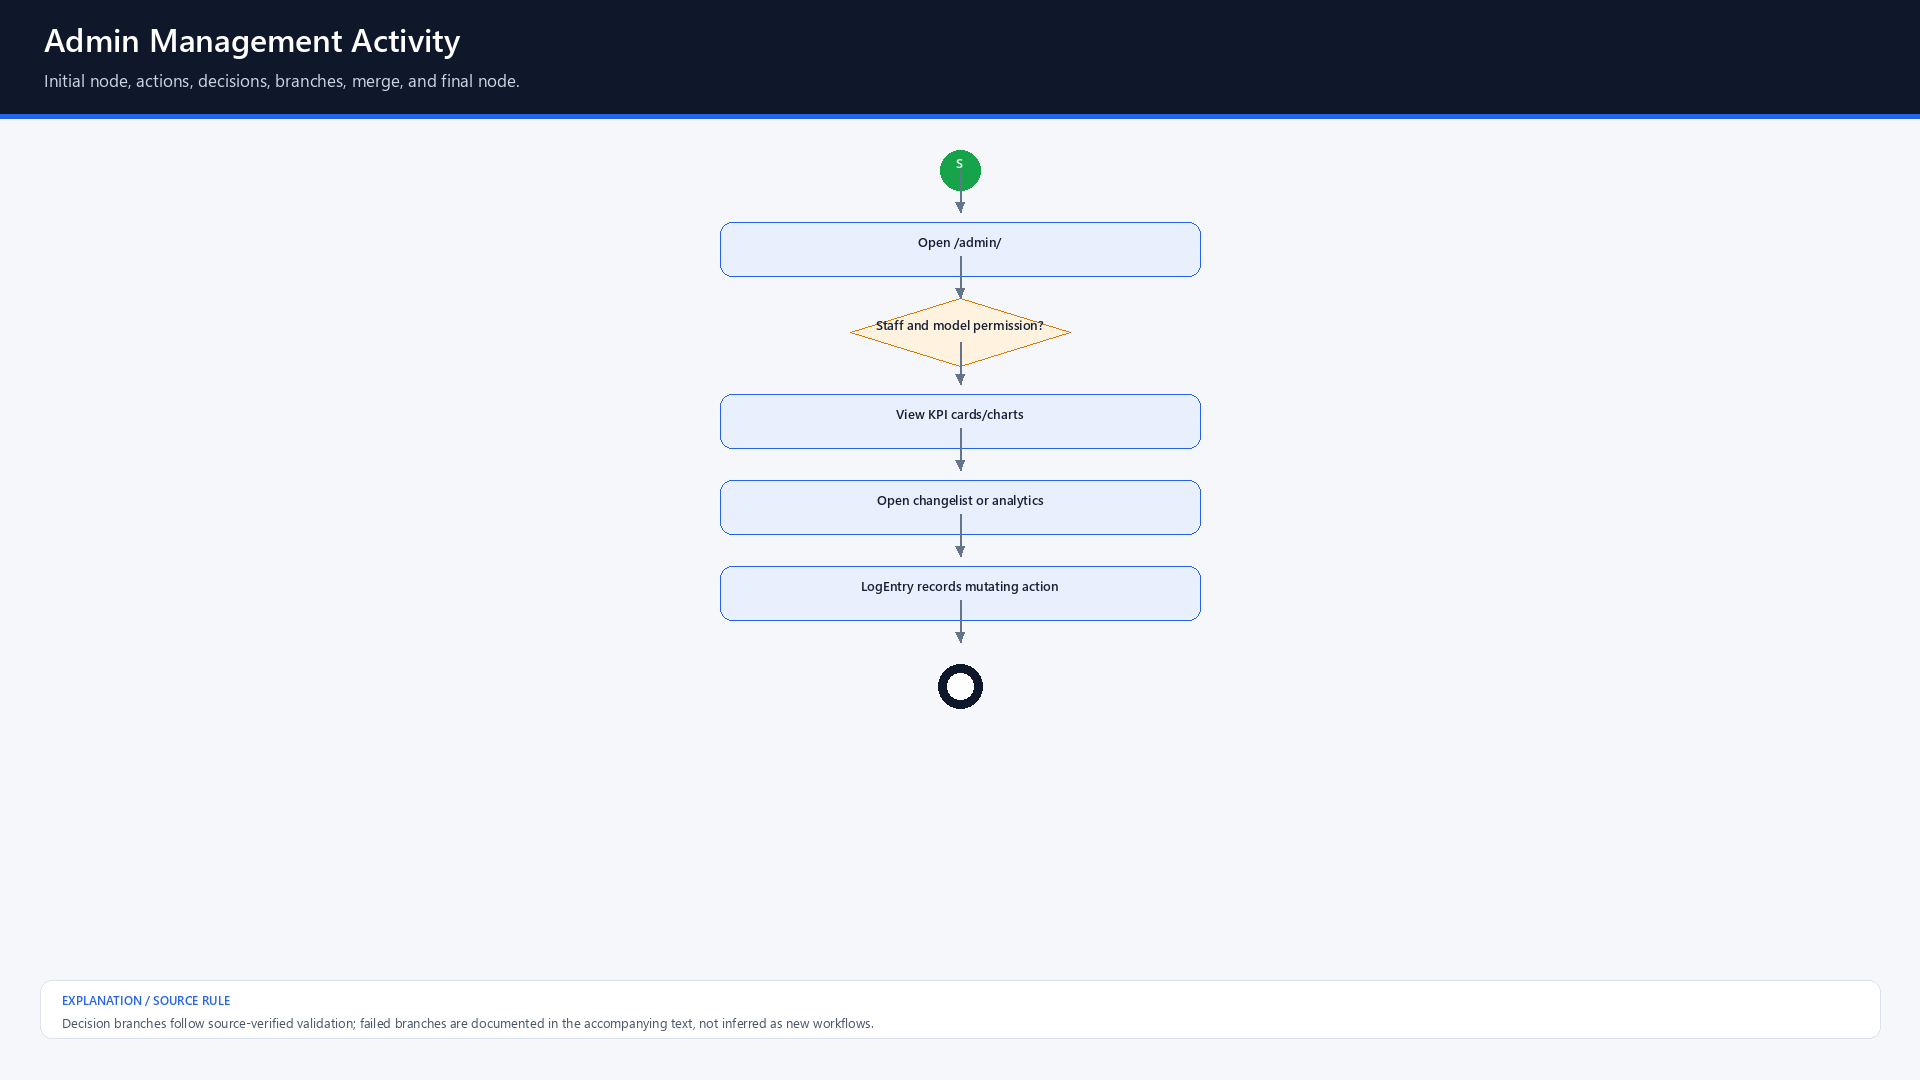 Admin Management Activity
Initial node, actions, decisions, branches, merge, and final node.
S
Open /admin/
Staff and model permission?
View KPI cards/charts
Open changelist or analytics
LogEntry records mutating action
EXPLANATION / SOURCE RULE
Decision branches follow source-verified validation; failed branches are documented in the accompanying text, not inferred as new workflows.